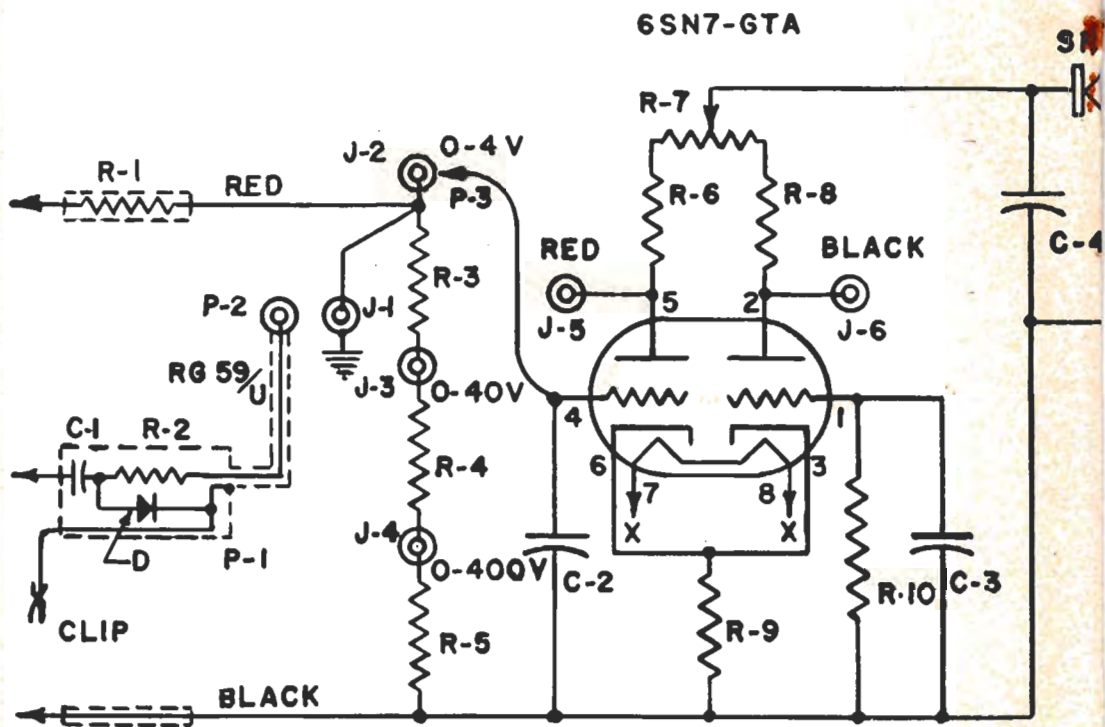 6SN7-GTA
R-7
J-2
0-4V
R-1
RED
P-3
R-6
R-8
C-4
RED
BLACK
R-3
P-2
J-1
J-5
5
2
J-6
RG 59/U
J-3
0-40V
4
1
C-1
R-2
R-4
6
3
7
8
X
X
D
P-1
J-4
0-400V
C-2
R-10
C-3
CLIP
R-5
R-9
BLACK